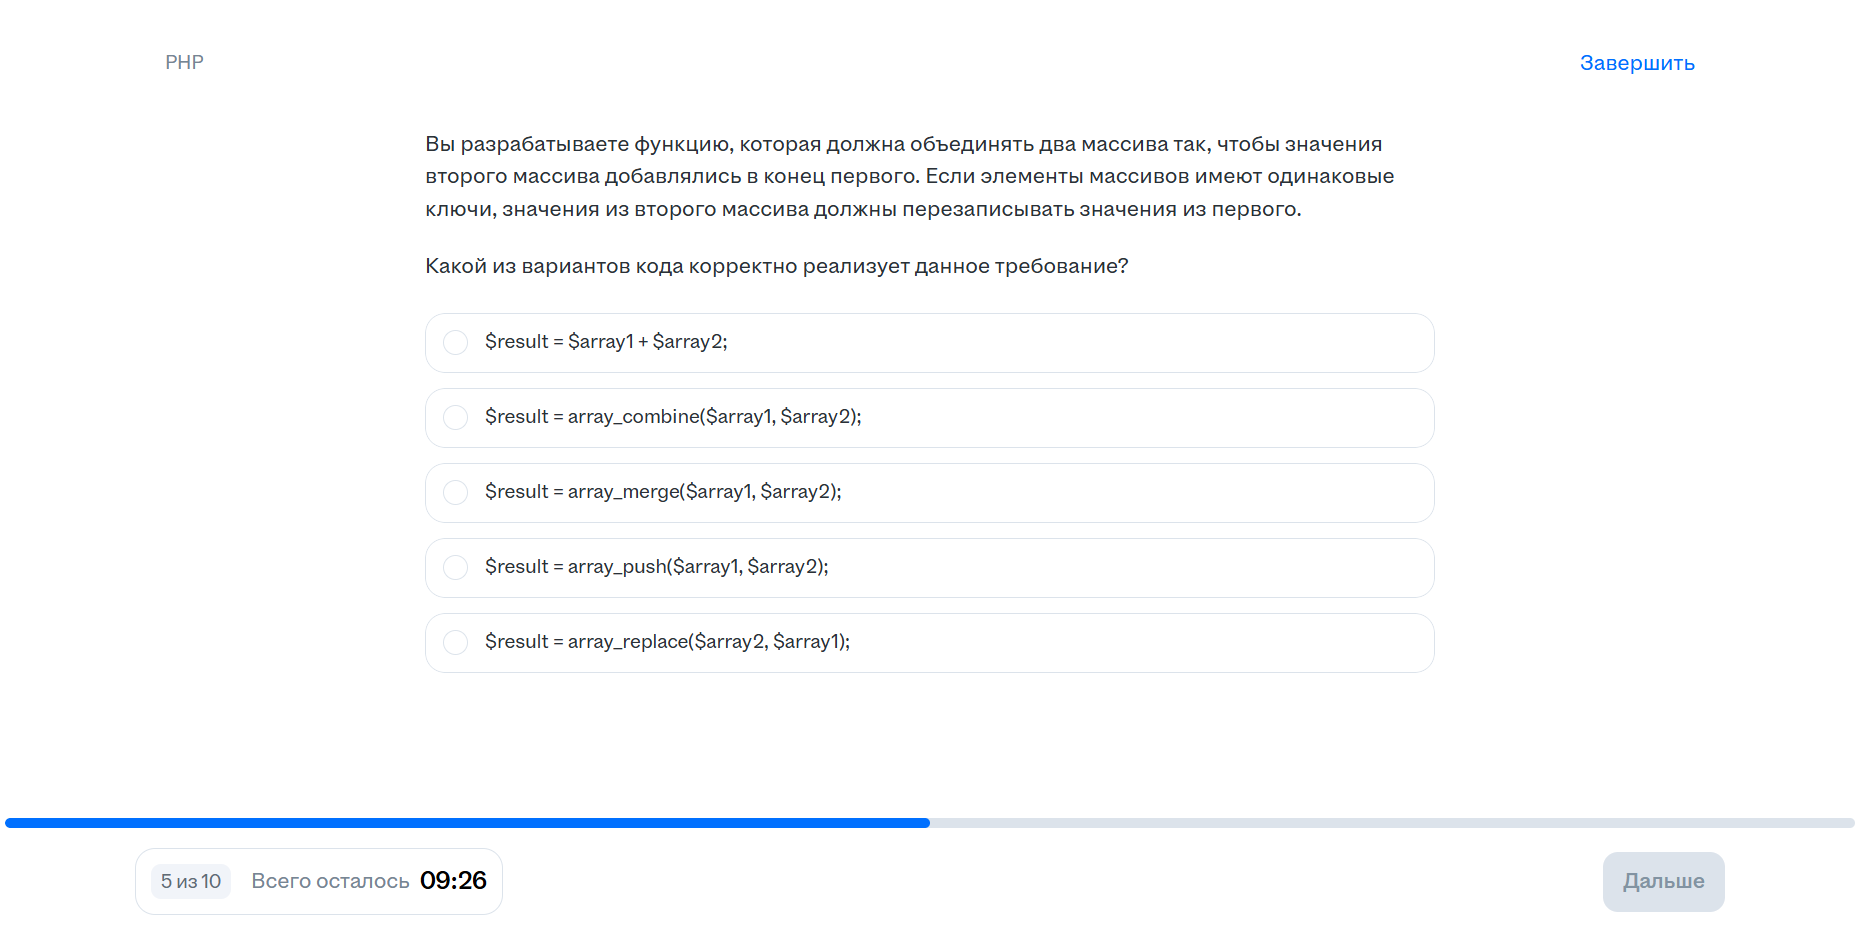 PHP
Завершить
Вы разрабатываете функцию, которая должна объединять два массива так, чтобы значения
второго массива добавлялись в конец первого. Если элементы массивов имеют одинаковые
ключи, значения из второго массива должны перезаписывать значения из первого.
Какой из вариантов кода корректно реализует данное требование?
$result = $array1 + $array2;
$result = array_combine($array1, $array2);
$result = array_merge($array1, $array2);
$result = array_push($array1, $array2);
$result = array_replace($array2, $array1);
5 из 10 Всего осталось 09:26
Дальше